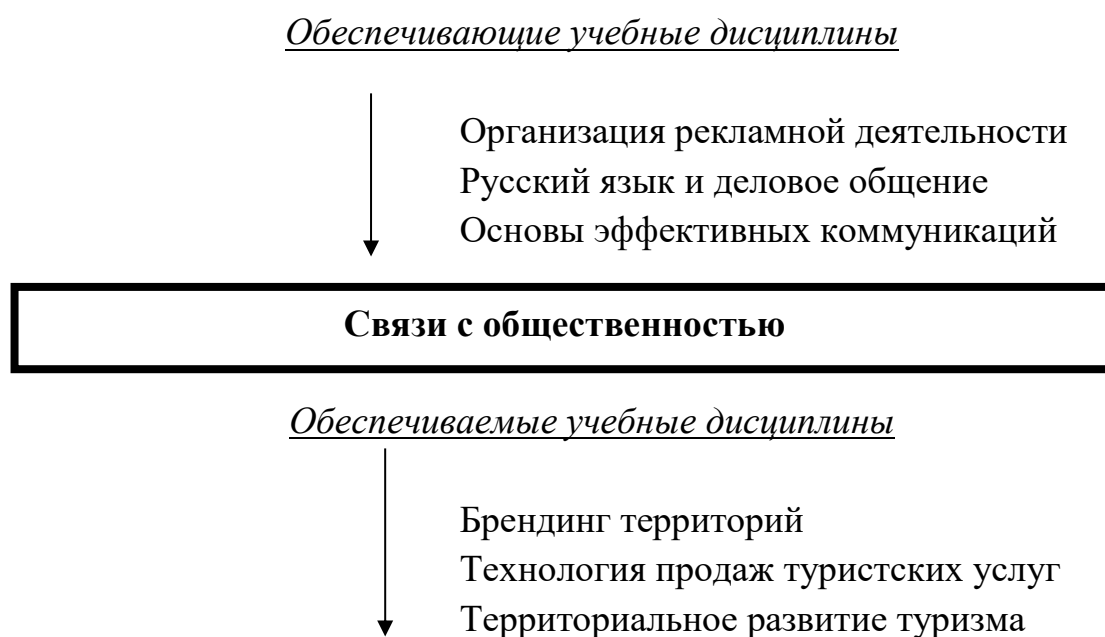 Обеспечивающие учебные дисциплины
Организация рекламной деятельности
Русский язык и деловое общение
Основы эффективных коммуникаций
Связи с общественностью
Обеспечиваемые учебные дисциплины
Брендинг территорий
Технология продаж туристских услуг
Территориальное развитие туризма